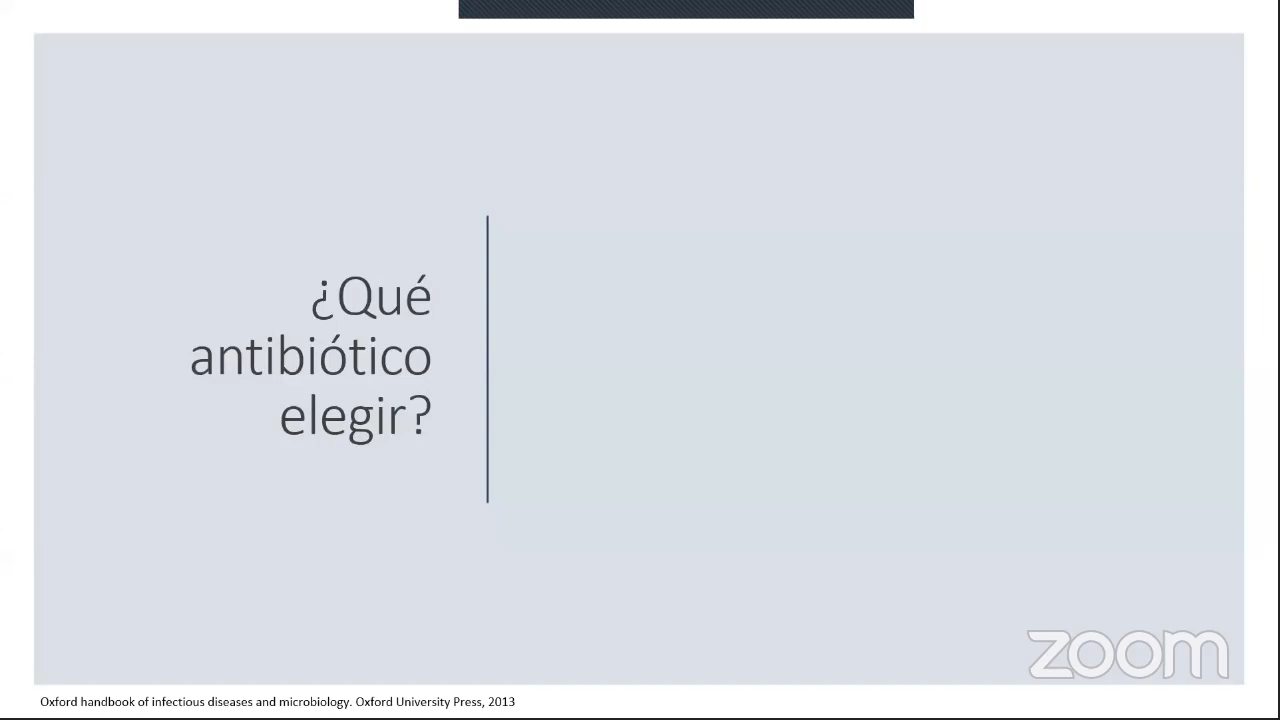 ¿Qué
antibiótico
elegir?
zoom
Oxford handbook of infectious diseases and microbiology. Oxford University Press, 2013